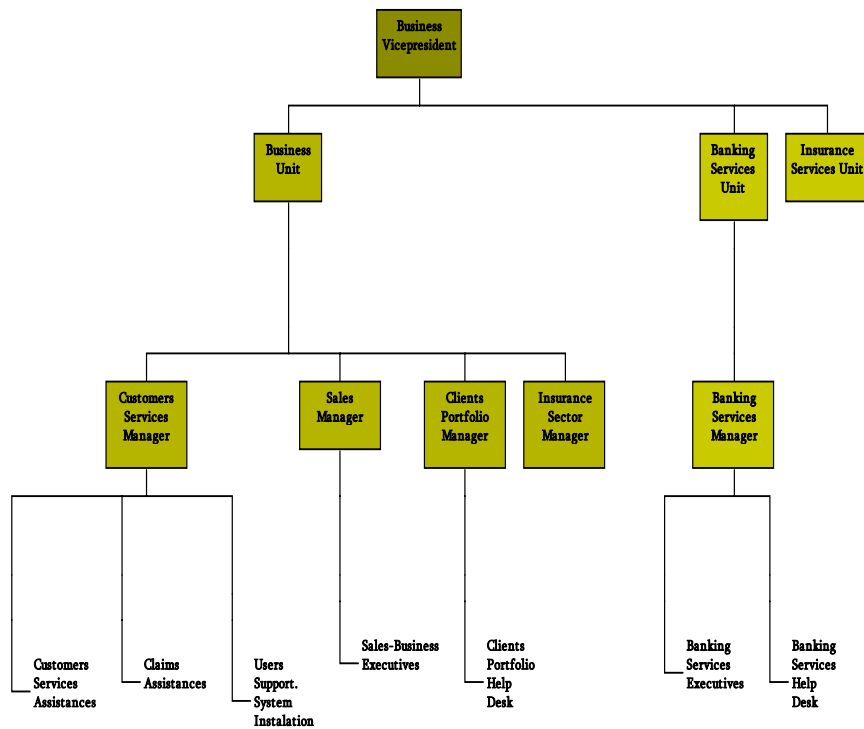 Business
Vicepresident
Business
Unit
Banking
Services
Unit
Insurance
Services Unit
Customers
Services
Manager
Sales
Manager
Clients
Portfolio
Manager
Insurance
Sector
Manager
Banking
Services
Manager
Customers
Services
Assistances
Claims
Assistances
Users
Support.
System
Instalation
Sales-Business
Executives
Clients
Portfolio
Help
Desk
Banking
Services
Executives
Banking
Services
Help
Desk